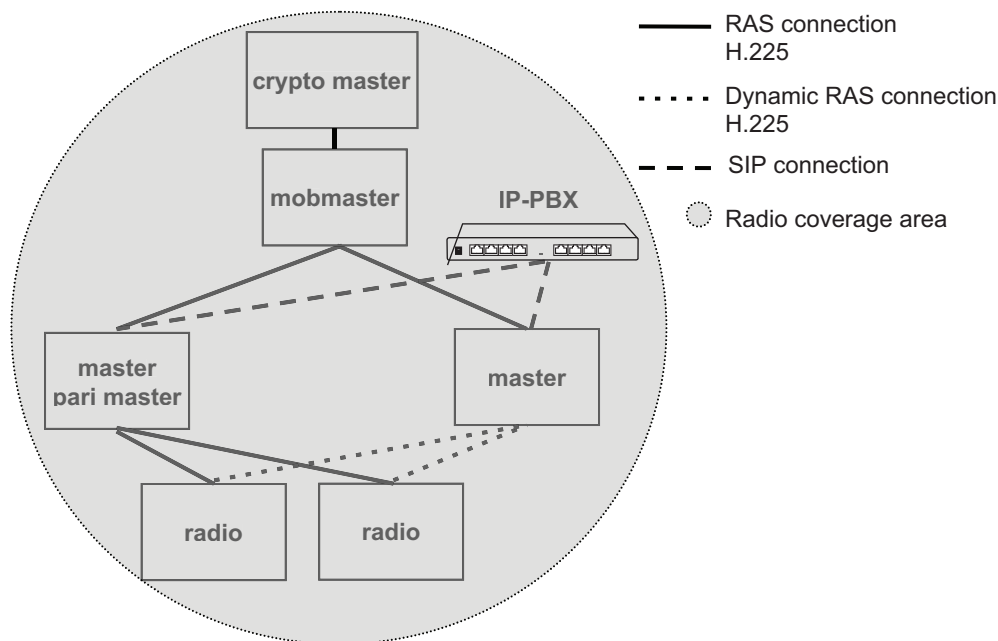 RAS connection
H.225
crypto master
Dynamic RAS connection
H.225
SIP connection
mobmaster
IP-PBX
Radio coverage area
master
pari master
master
radio
radio